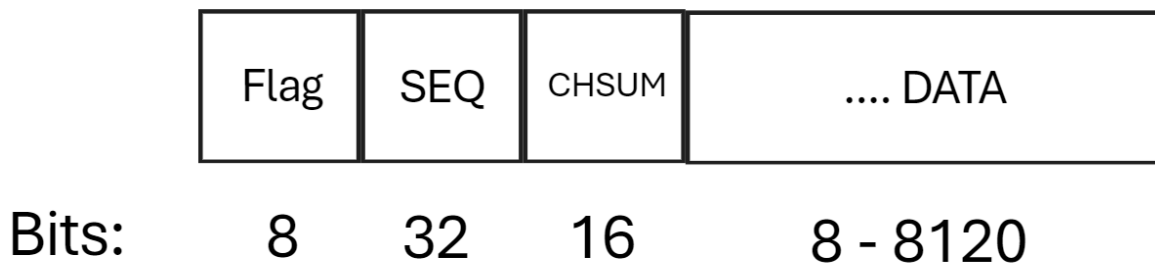 Flag SEQ CHSUM .... DATA
Bits: 8 32 16 8 - 8120